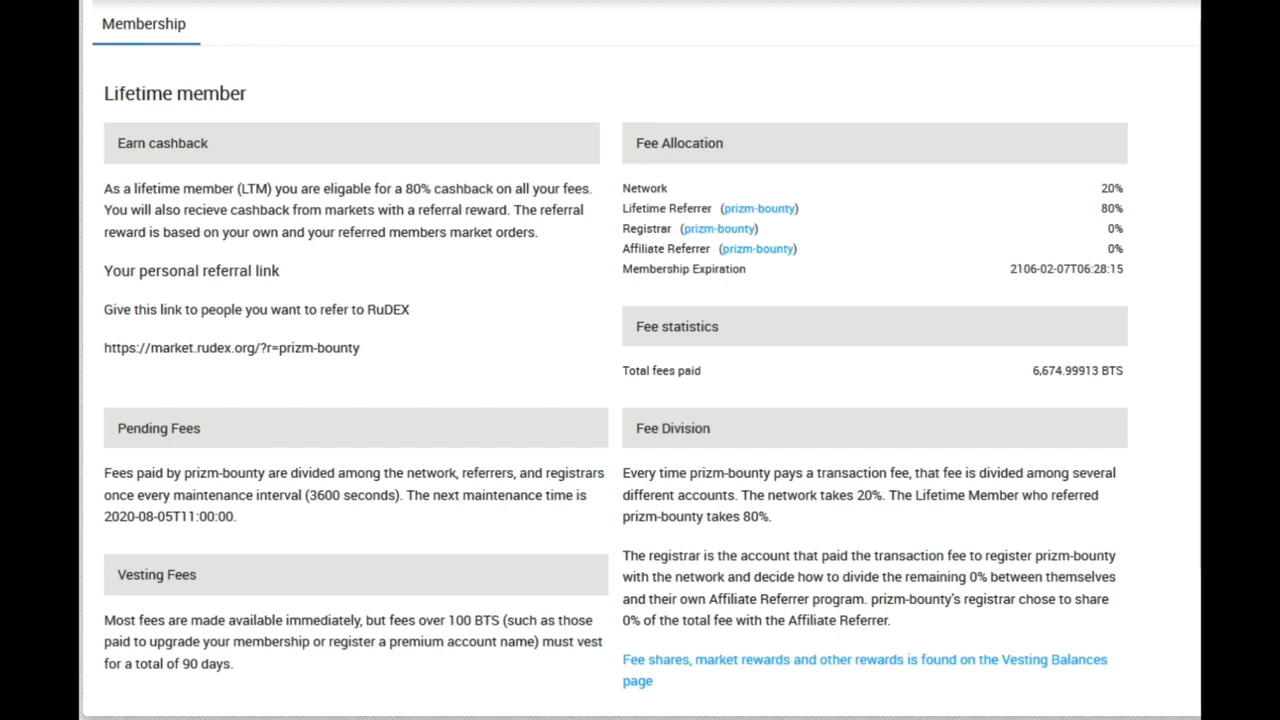 Membership
Lifetime member
Earn cashback
As a lifetime member (LTM) you are eligable for a 80% cashback on all your fees.
You will also recieve cashback from markets with a referral reward. The referral
reward is based on your own and your referred members market orders.
Your personal referral link
Give this link to people you want to refer to RuDEX
https://market.rudex.org/?r=prizm-bounty
Fee Allocation
Network 20%
Lifetime Referrer (prizm-bounty) 80%
Registrar (prizm-bounty) 0%
Affiliate Referrer (prizm-bounty) 0%
Membership Expiration 2106-02-07T06:28:15
Fee statistics
Total fees paid 6,674.99913 BTS
Pending Fees
Fees paid by prizm-bounty are divided among the network, referrers, and registrars
once every maintenance interval (3600 seconds). The next maintenance time is
2020-08-05T11:00:00.
Vesting Fees
Most fees are made available immediately, but fees over 100 BTS (such as those
paid to upgrade your membership or register a premium account name) must vest
for a total of 90 days.
Fee Division
Every time prizm-bounty pays a transaction fee, that fee is divided among several
different accounts. The network takes 20%. The Lifetime Member who referred
prizm-bounty takes 80%.
The registrar is the account that paid the transaction fee to register prizm-bounty
with the network and decide how to divide the remaining 0% between themselves
and their own Affiliate Referrer program. prizm-bounty's registrar chose to share
0% of the total fee with the Affiliate Referrer.
Fee shares, market rewards and other rewards is found on the Vesting Balances
page